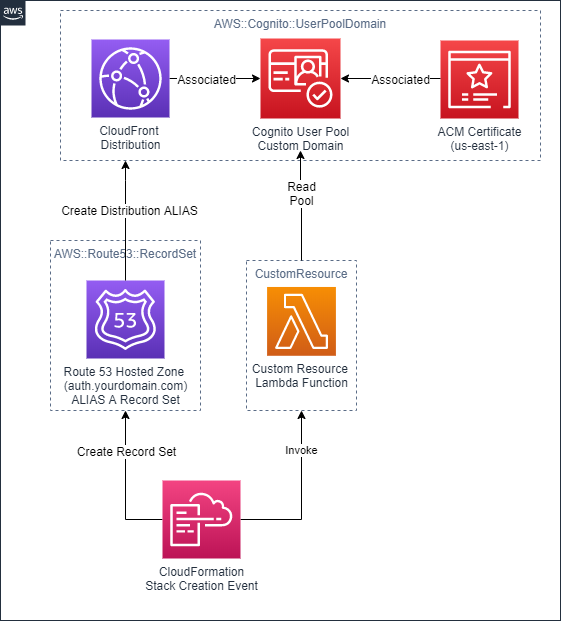 aws
AWS::Cognito::UserPoolDomain
Associated
Associated
CloudFront
Distribution
Cognito User Pool
Custom Domain
ACM Certificate
(us-east-1)
Read
Pool
Create Distribution ALIAS
AWS::Route53::RecordSet
CustomResource
53
Route 53 Hosted Zone
(auth.yourdomain.com)
ALIAS A Record Set
Custom Resource
Lambda Function
Create Record Set
Invoke
CloudFormation
Stack Creation Event